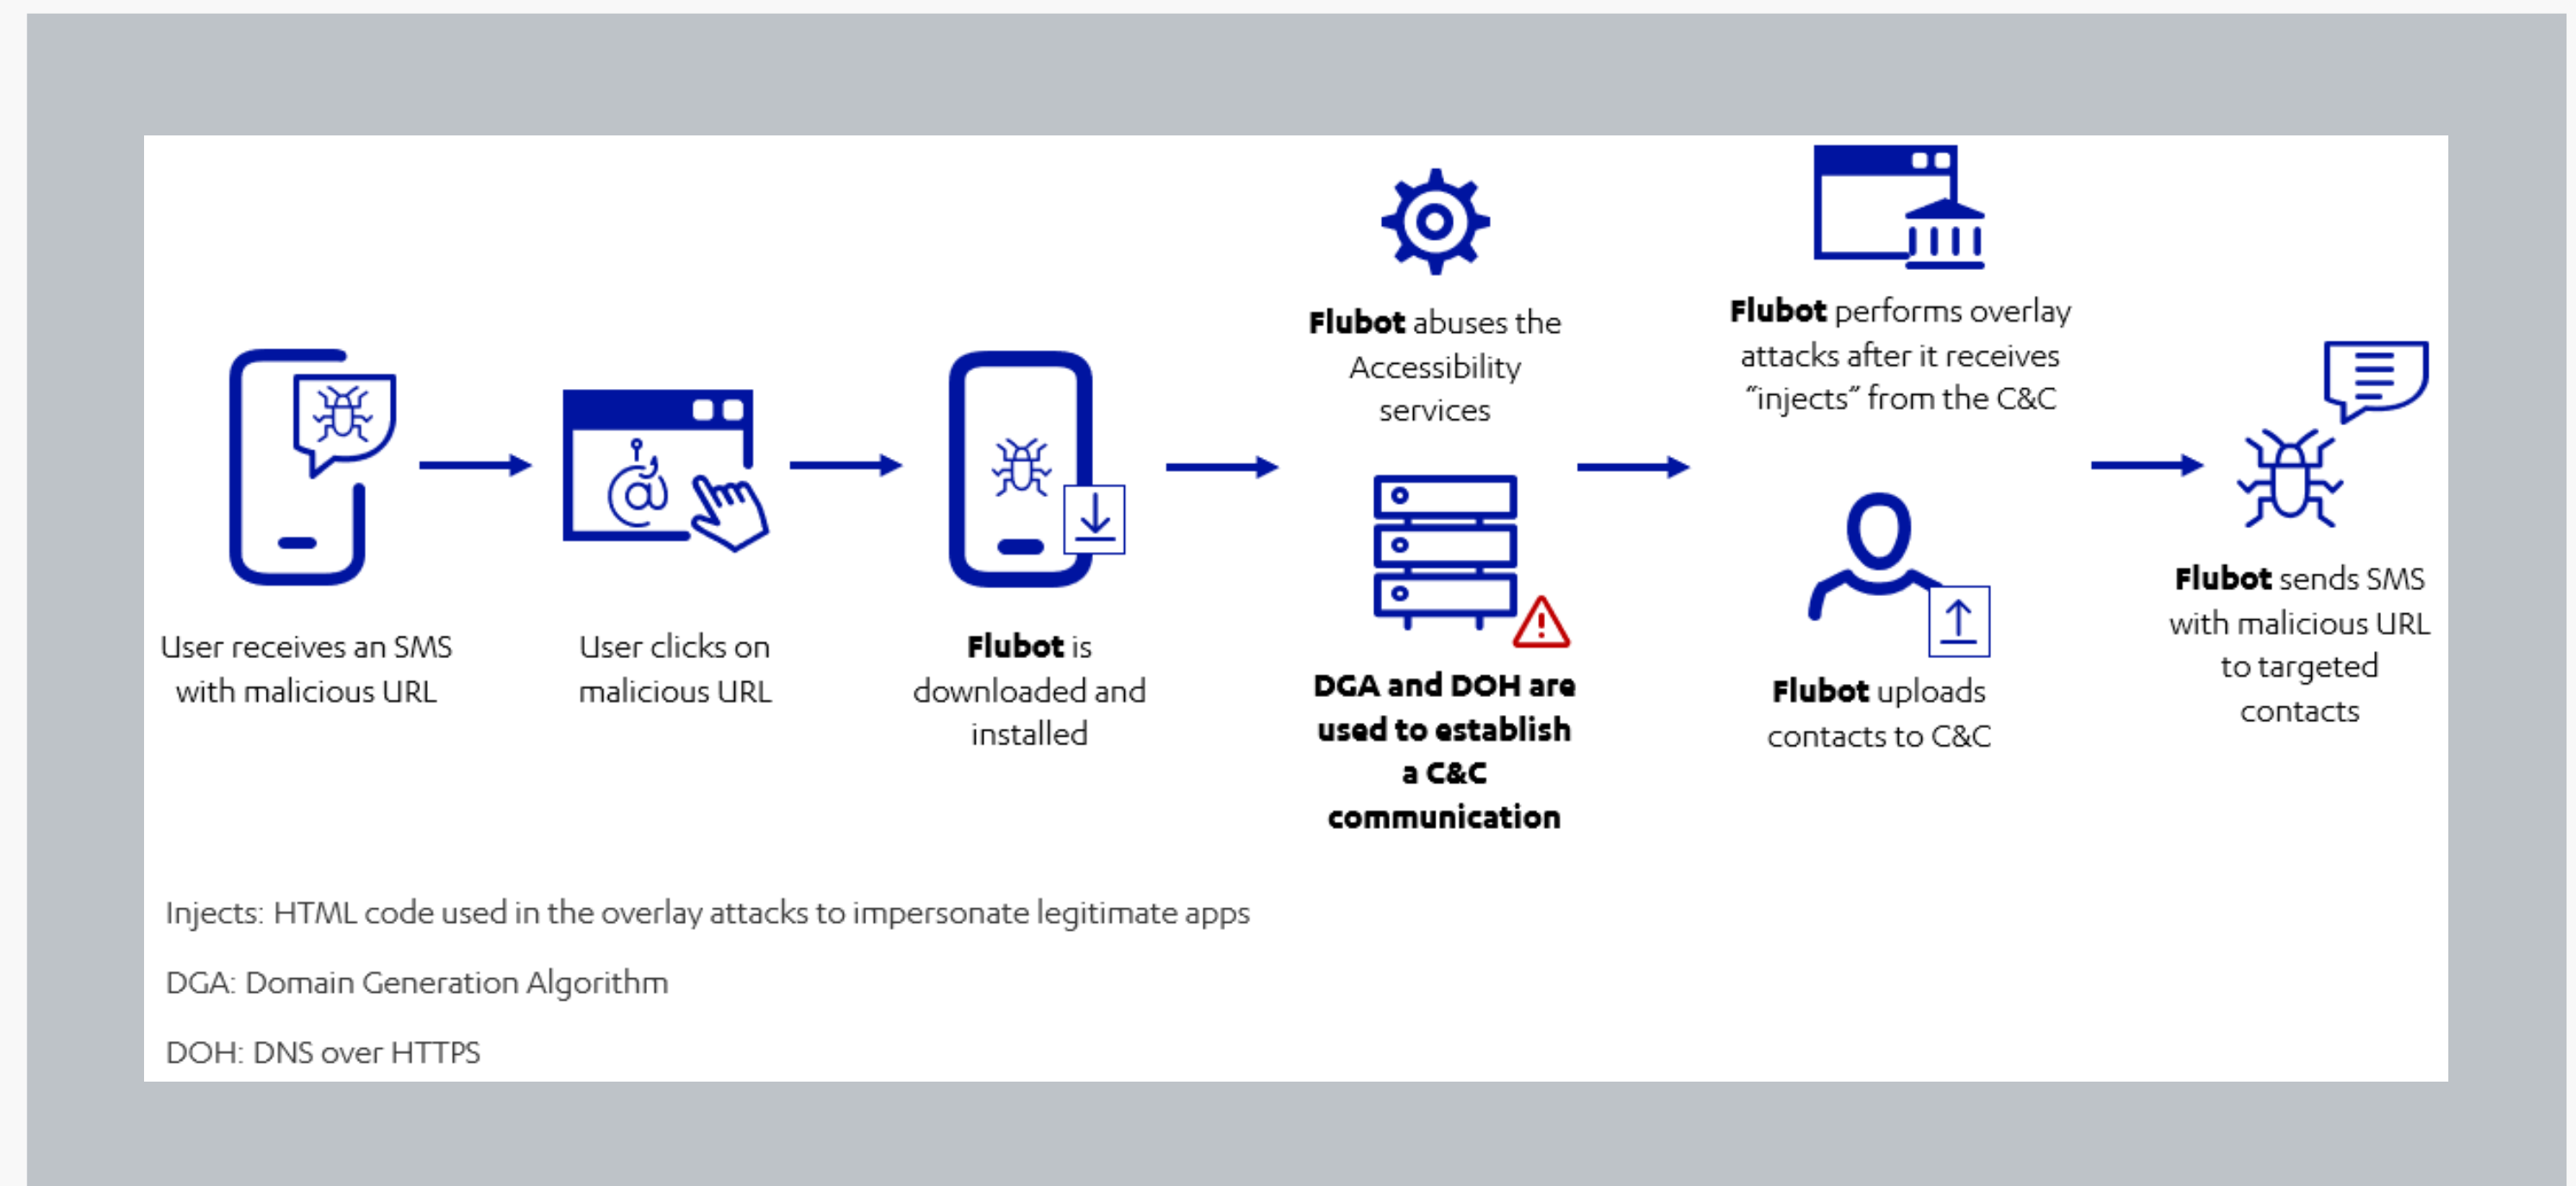 User receives an SMS
with malicious URL
User clicks on
malicious URL
Flubot is
downloaded and
installed
Flubot abuses the
Accessibility
services
DGA and DOH are
used to establish
a C&C
communication
Flubot performs overlay
attacks after it receives
“injects” from the C&C
Flubot uploads
contacts to C&C
Flubot sends SMS
with malicious URL
to targeted
contacts
Injects: HTML code used in the overlay attacks to impersonate legitimate apps
DGA: Domain Generation Algorithm
DOH: DNS over HTTPS